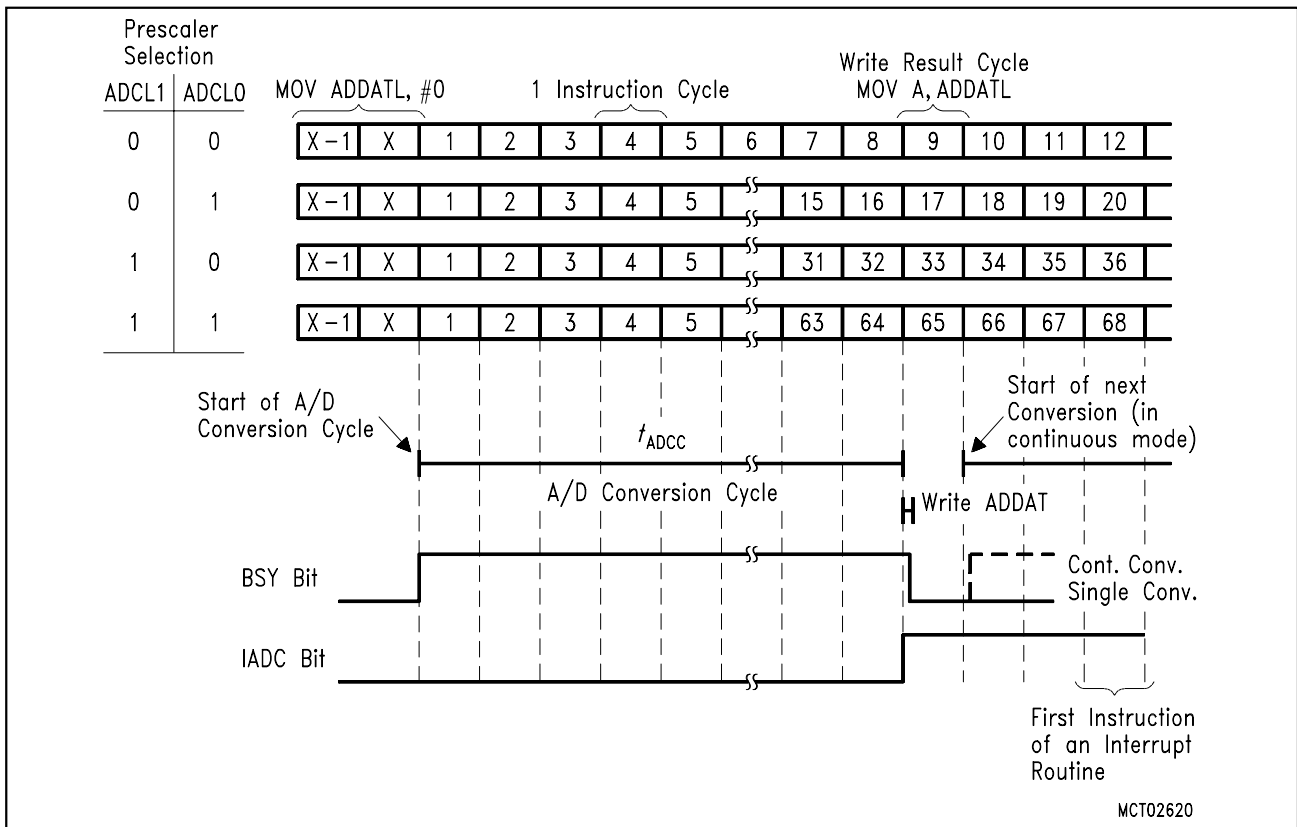 Prescaler
Selection
ADCL1 ADCL0
MOV ADDATL, #0
1 Instruction Cycle
Write Result Cycle
MOV A, ADDATL
0 0 X-1 X 1 2 3 4 5 6 7 8 9 10 11 12
0 1 X-1 X 1 2 3 4 5 15 16 17 18 19 20
1 0 X-1 X 1 2 3 4 5 31 32 33 34 35 36
1 1 X-1 X 1 2 3 4 5 63 64 65 66 67 68
Start of A/D
Conversion Cycle
tADCC
Start of next
Conversion (in
continuous mode)
A/D Conversion Cycle
Write ADDAT
BSY Bit
Cont. Conv.
Single Conv.
IADC Bit
First Instruction
of an Interrupt
Routine
MCT02620